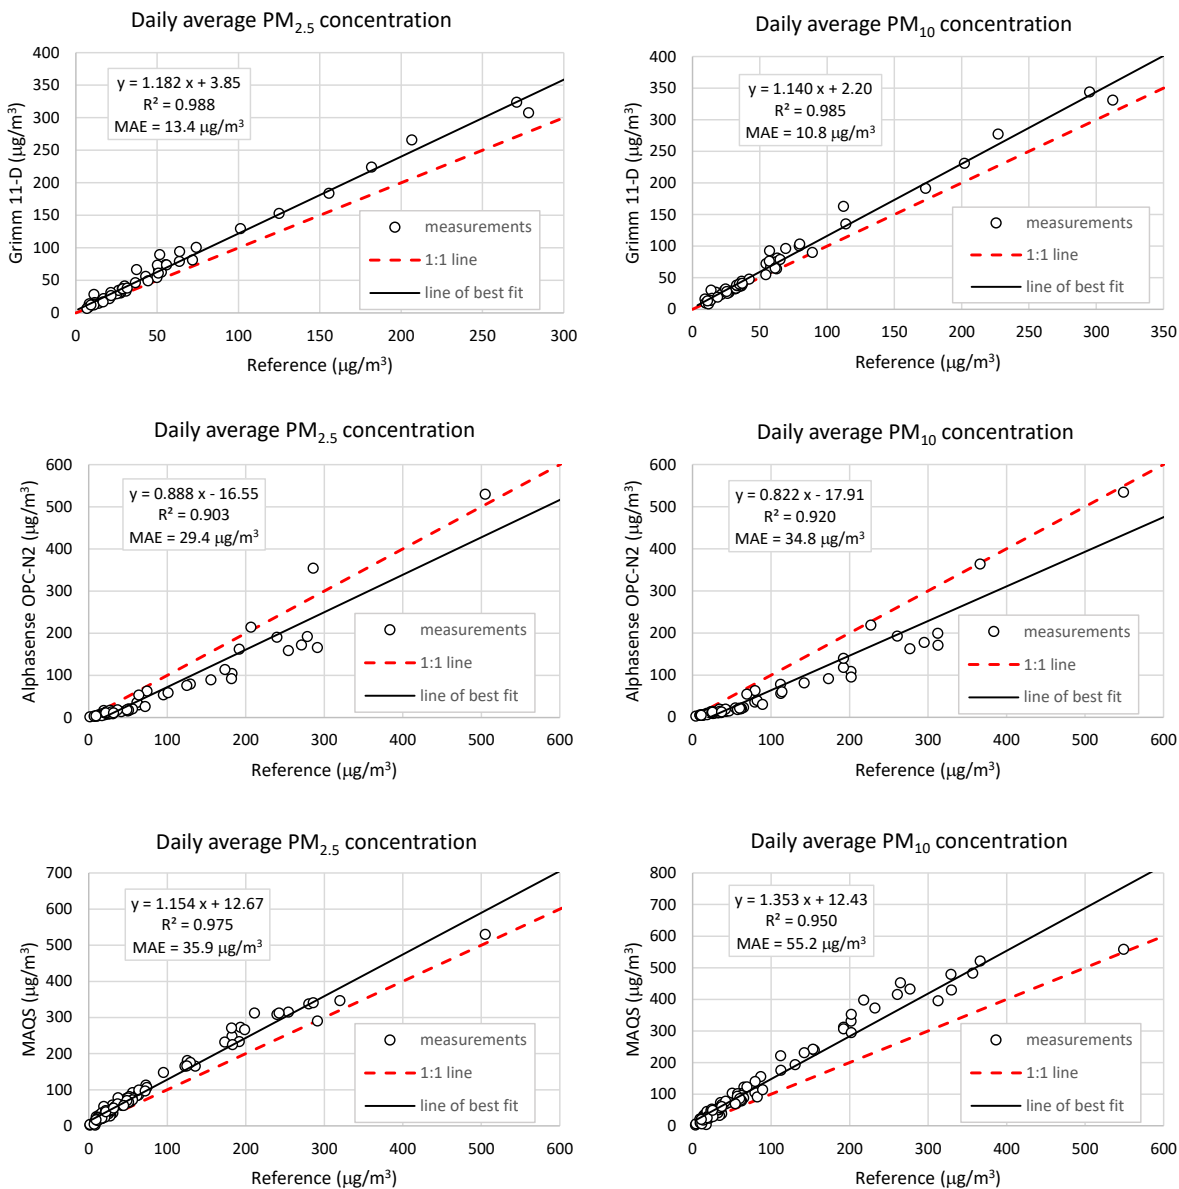 Daily average PM2.5 concentration
Grimm 11-D (µg/m³)
400
350
300
250
200
150
100
50
0
y = 1.182 x + 3.85
R² = 0.988
MAE = 13.4 µg/m³
measurements
1:1 line
line of best fit
0 50 100 150 200 250 300
Reference (µg/m³)
Daily average PM10 concentration
Grimm 11-D (µg/m³)
400
350
300
250
200
150
100
50
0
y = 1.140 x + 2.20
R² = 0.985
MAE = 10.8 µg/m³
measurements
1:1 line
line of best fit
0 50 100 150 200 250 300 350
Reference (µg/m³)
Daily average PM2.5 concentration
Alphasense OPC-N2 (µg/m³)
600
500
400
300
200
100
0
y = 0.888 x - 16.55
R² = 0.903
MAE = 29.4 µg/m³
measurements
1:1 line
line of best fit
0 100 200 300 400 500 600
Reference (µg/m³)
Daily average PM10 concentration
Alphasense OPC-N2 (µg/m³)
600
500
400
300
200
100
0
y = 0.822 x - 17.91
R² = 0.920
MAE = 34.8 µg/m³
measurements
1:1 line
line of best fit
0 100 200 300 400 500 600
Reference (µg/m³)
Daily average PM2.5 concentration
MAQS (µg/m³)
700
600
500
400
300
200
100
0
y = 1.154 x + 12.67
R² = 0.975
MAE = 35.9 µg/m³
measurements
1:1 line
line of best fit
0 100 200 300 400 500 600
Reference (µg/m³)
Daily average PM10 concentration
MAQS (µg/m³)
800
700
600
500
400
300
200
100
0
y = 1.353 x + 12.43
R² = 0.950
MAE = 55.2 µg/m³
measurements
1:1 line
line of best fit
0 100 200 300 400 500 600
Reference (µg/m³)